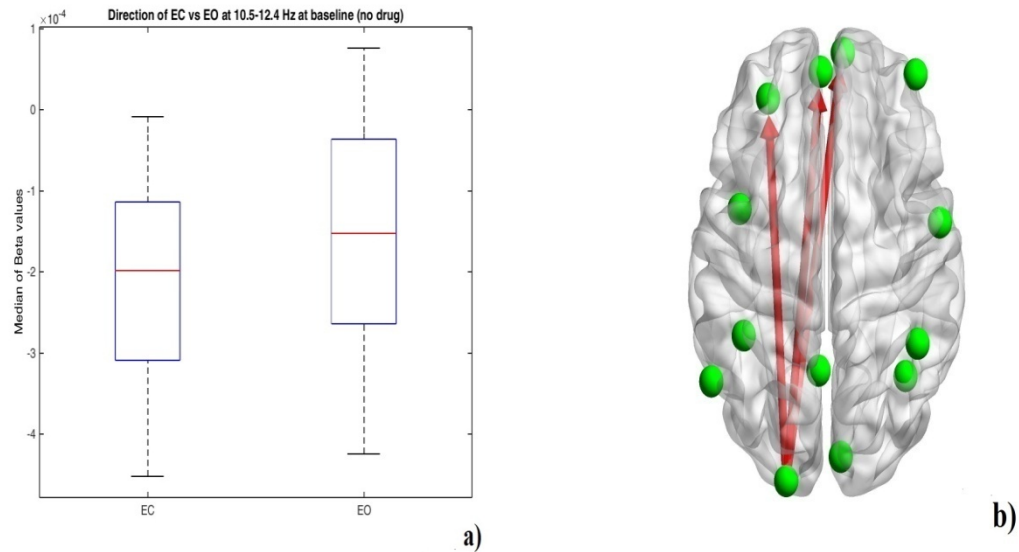 Direction of EC vs EO at 10.5-12.4 Hz at baseline (no drug)
×10⁻⁴
1
0
-1
-2
-3
-4
Median of Beta values
EC EO
a)
b)